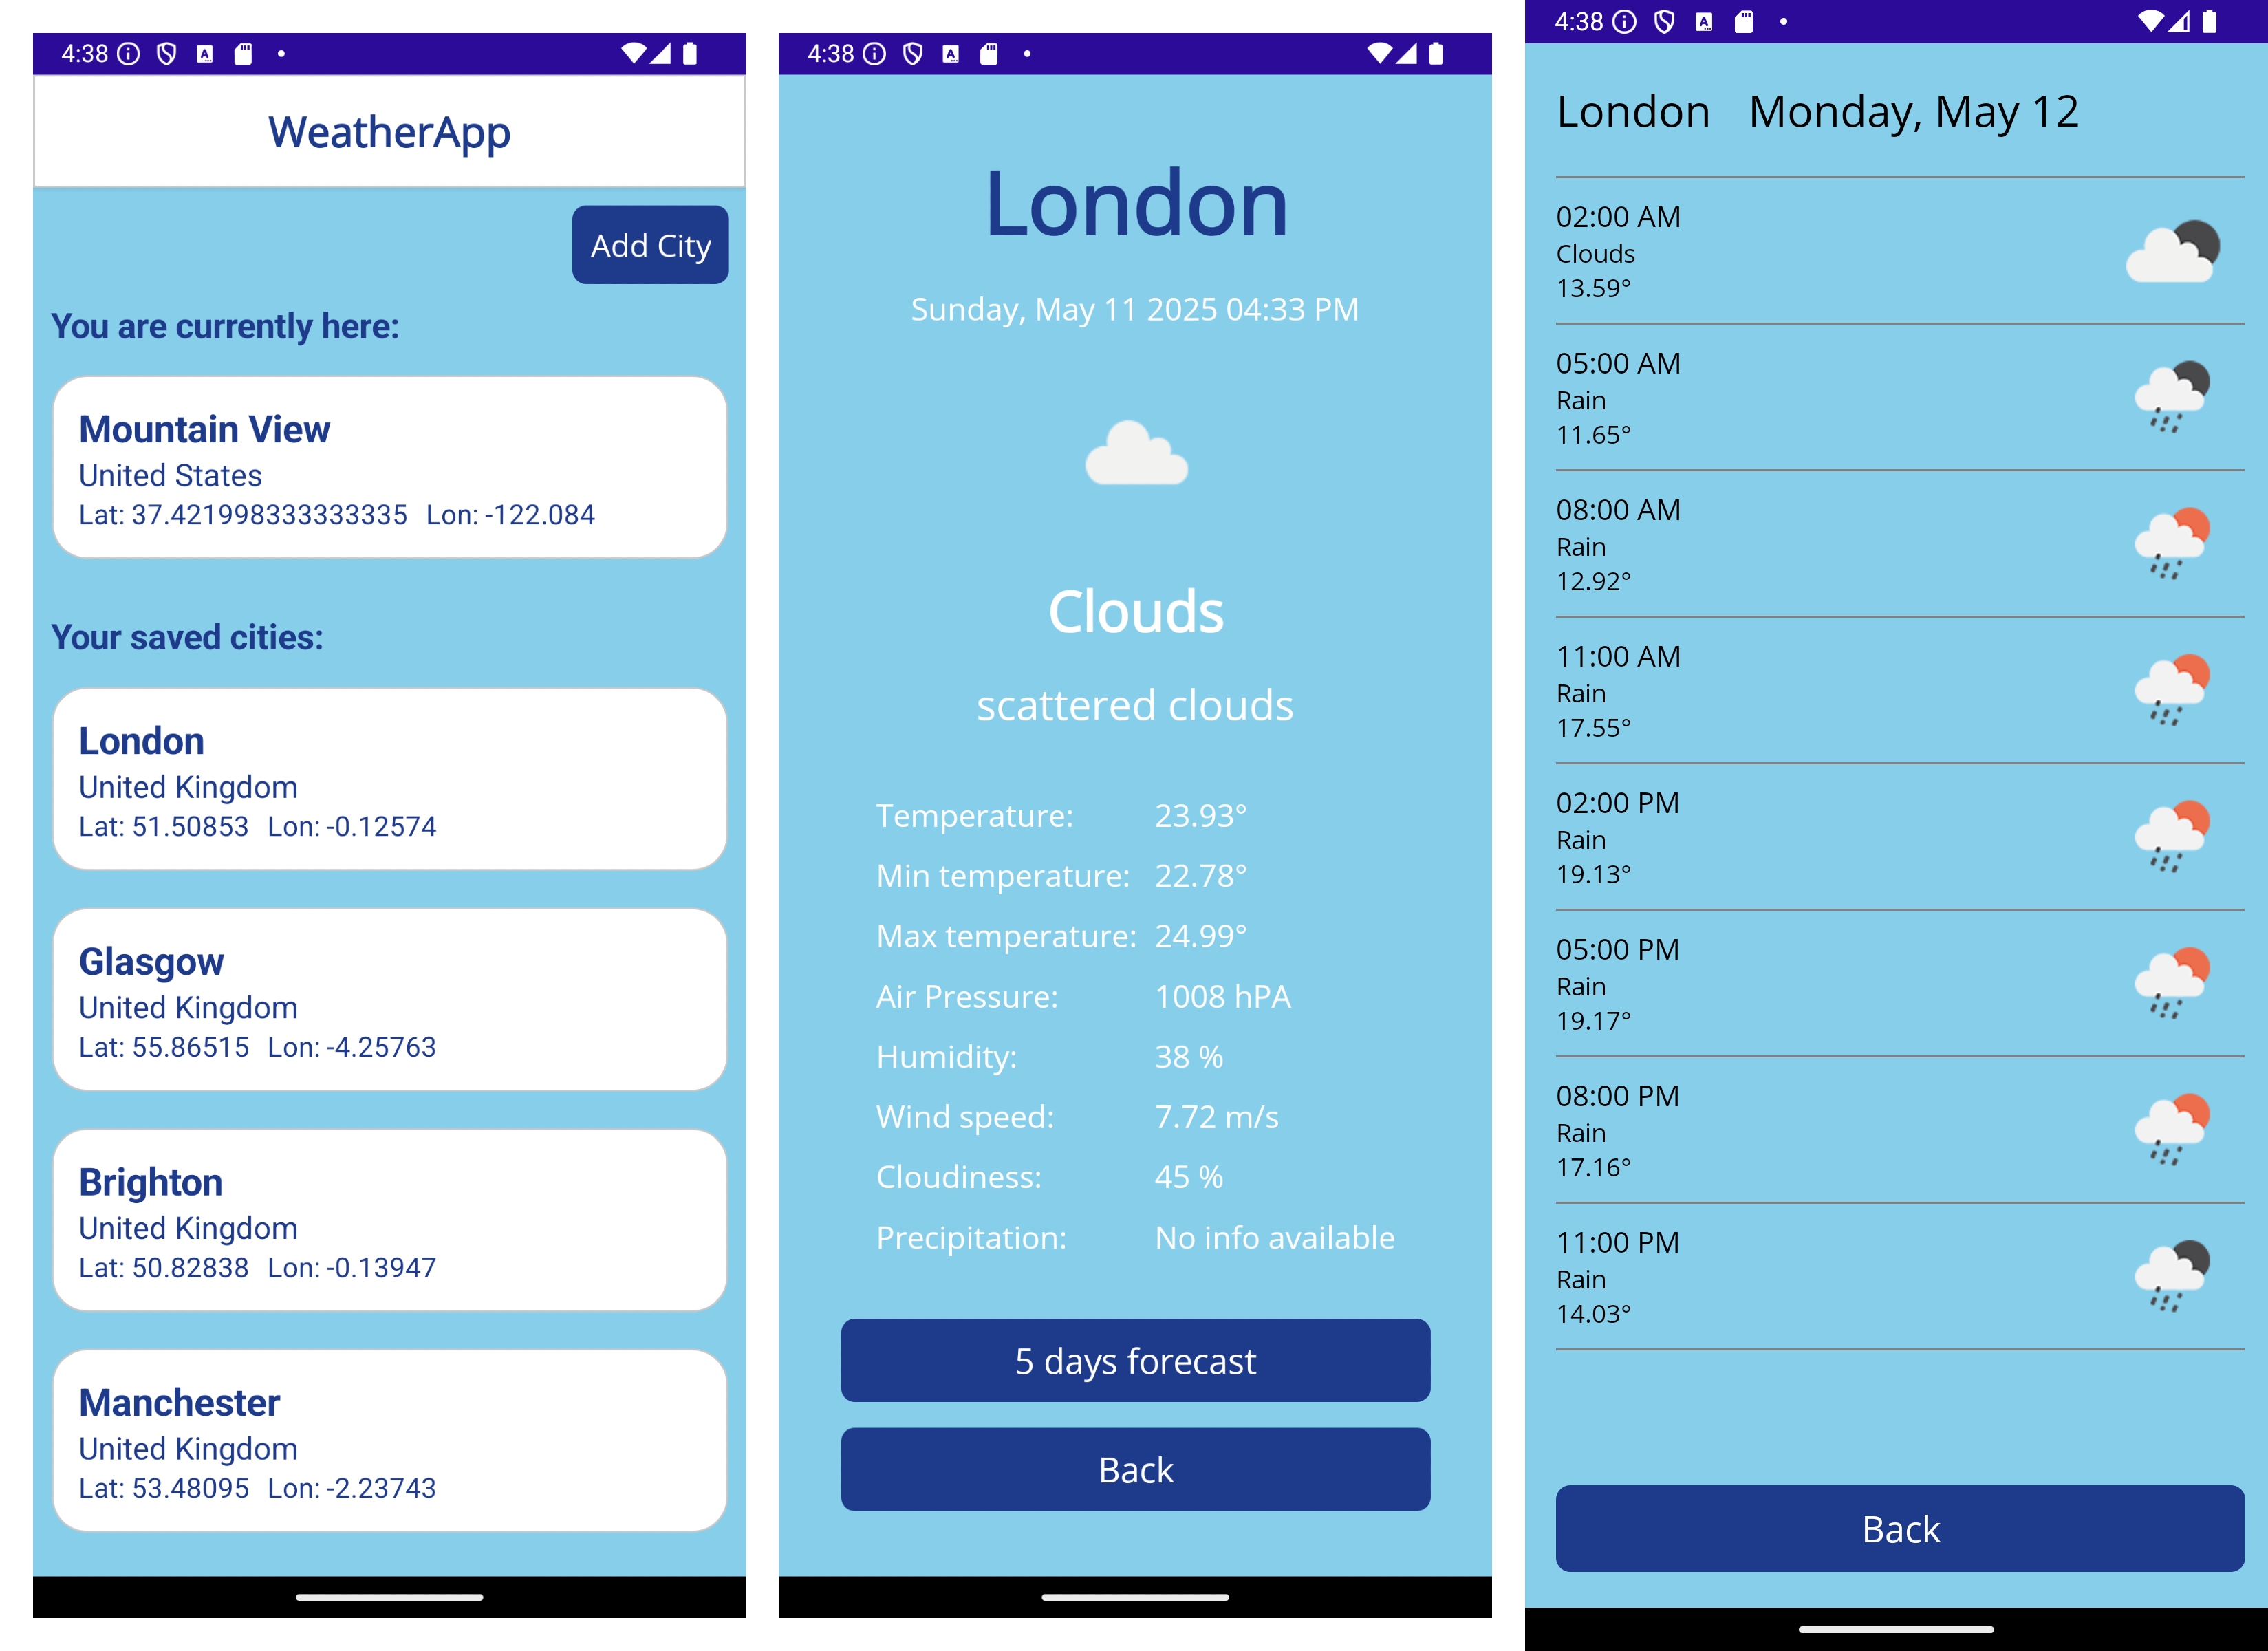 4:38
WeatherApp
Add City
You are currently here:
Mountain View
United States
Lat: 37.421998333333335 Lon: -122.084
Your saved cities:
London
United Kingdom
Lat: 51.50853 Lon: -0.12574
Glasgow
United Kingdom
Lat: 55.86515 Lon: -4.25763
Brighton
United Kingdom
Lat: 50.82838 Lon: -0.13947
Manchester
United Kingdom
Lat: 53.48095 Lon: -2.23743
4:38
London
Sunday, May 11 2025 04:33 PM
Clouds
scattered clouds
Temperature: 23.93°
Min temperature: 22.78°
Max temperature: 24.99°
Air Pressure: 1008 hPA
Humidity: 38 %
Wind speed: 7.72 m/s
Cloudiness: 45 %
Precipitation: No info available
5 days forecast
Back
4:38
London Monday, May 12
02:00 AM
Clouds
13.59°
05:00 AM
Rain
11.65°
08:00 AM
Rain
12.92°
11:00 AM
Rain
17.55°
02:00 PM
Rain
19.13°
05:00 PM
Rain
19.17°
08:00 PM
Rain
17.16°
11:00 PM
Rain
14.03°
Back